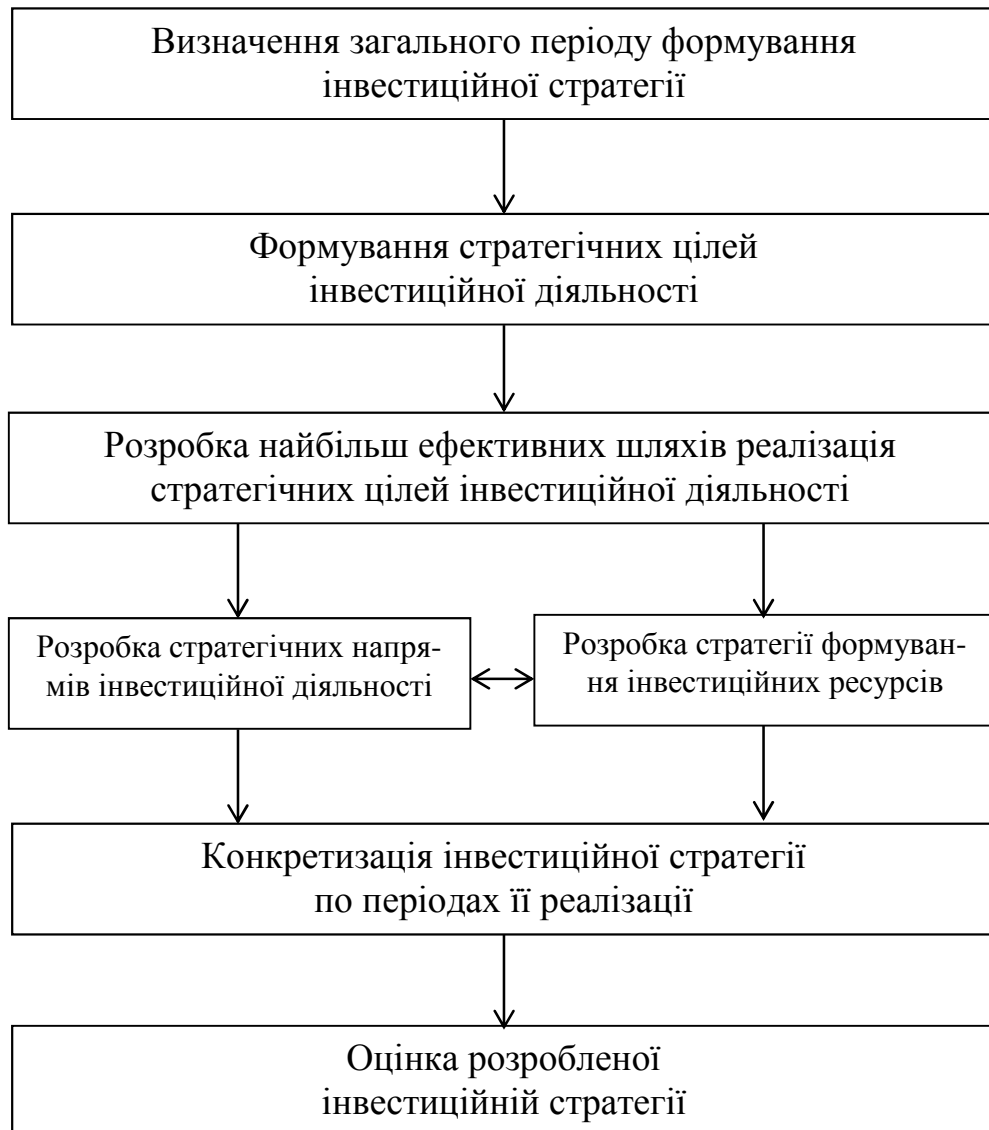 Визначення загального періоду формування
інвестиційної стратегії
Формування стратегічних цілей
інвестиційної діяльності
Розробка найбільш ефективних шляхів реалізація
стратегічних цілей інвестиційної діяльності
Розробка стратегічних напря-
мів інвестиційної діяльності
Розробка стратегії формуван-
ня інвестиційних ресурсів
Конкретизація інвестиційної стратегії
по періодах її реалізації
Оцінка розробленої
інвестиційній стратегії